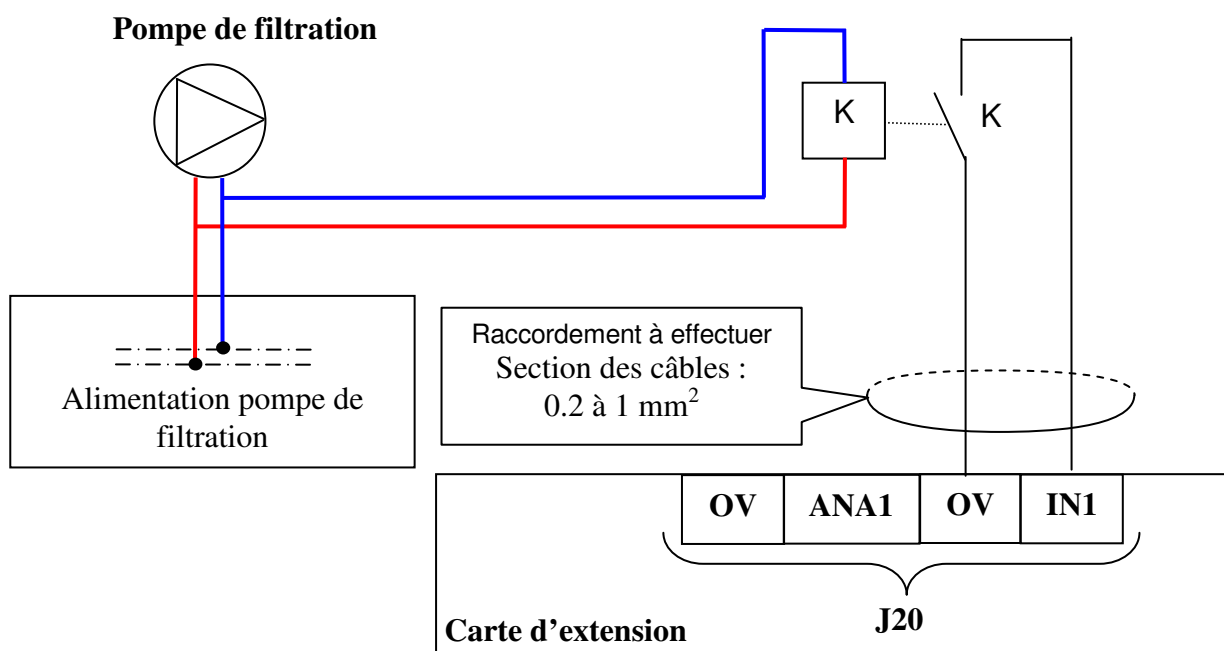 Pompe de filtration
K
K
Raccordement à effectuer
Section des câbles :
0.2 à 1 mm²
Alimentation pompe de
filtration
OV
ANA1
OV
IN1
J20
Carte d’extension